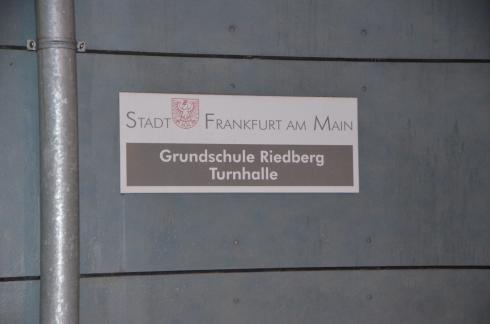 Stadt Frankfurt am Main
Grundschule Riedberg
Turnhalle